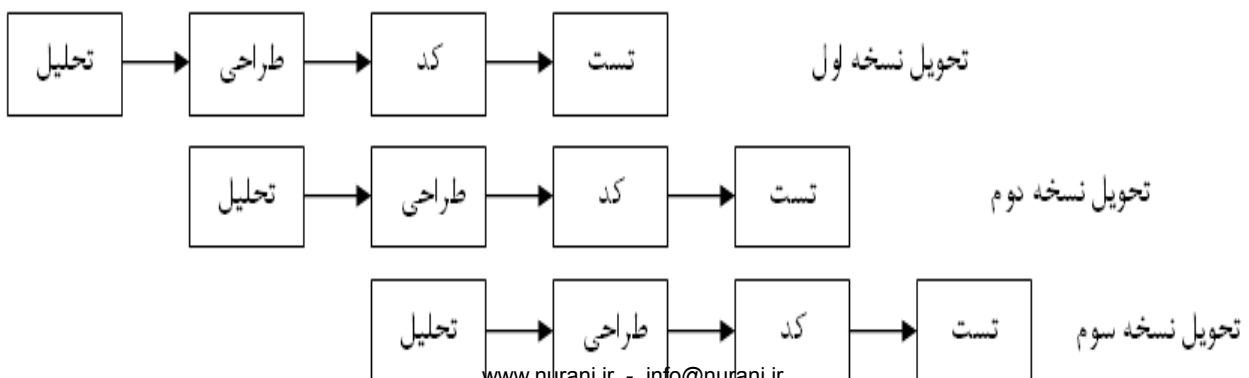 تحلیل طراحی کد تست تحویل نسخه اول
تحلیل طراحی کد تست تحویل نسخه دوم
تحلیل طراحی کد تست تحویل نسخه سوم
www.nurani.ir - info@nurani.ir